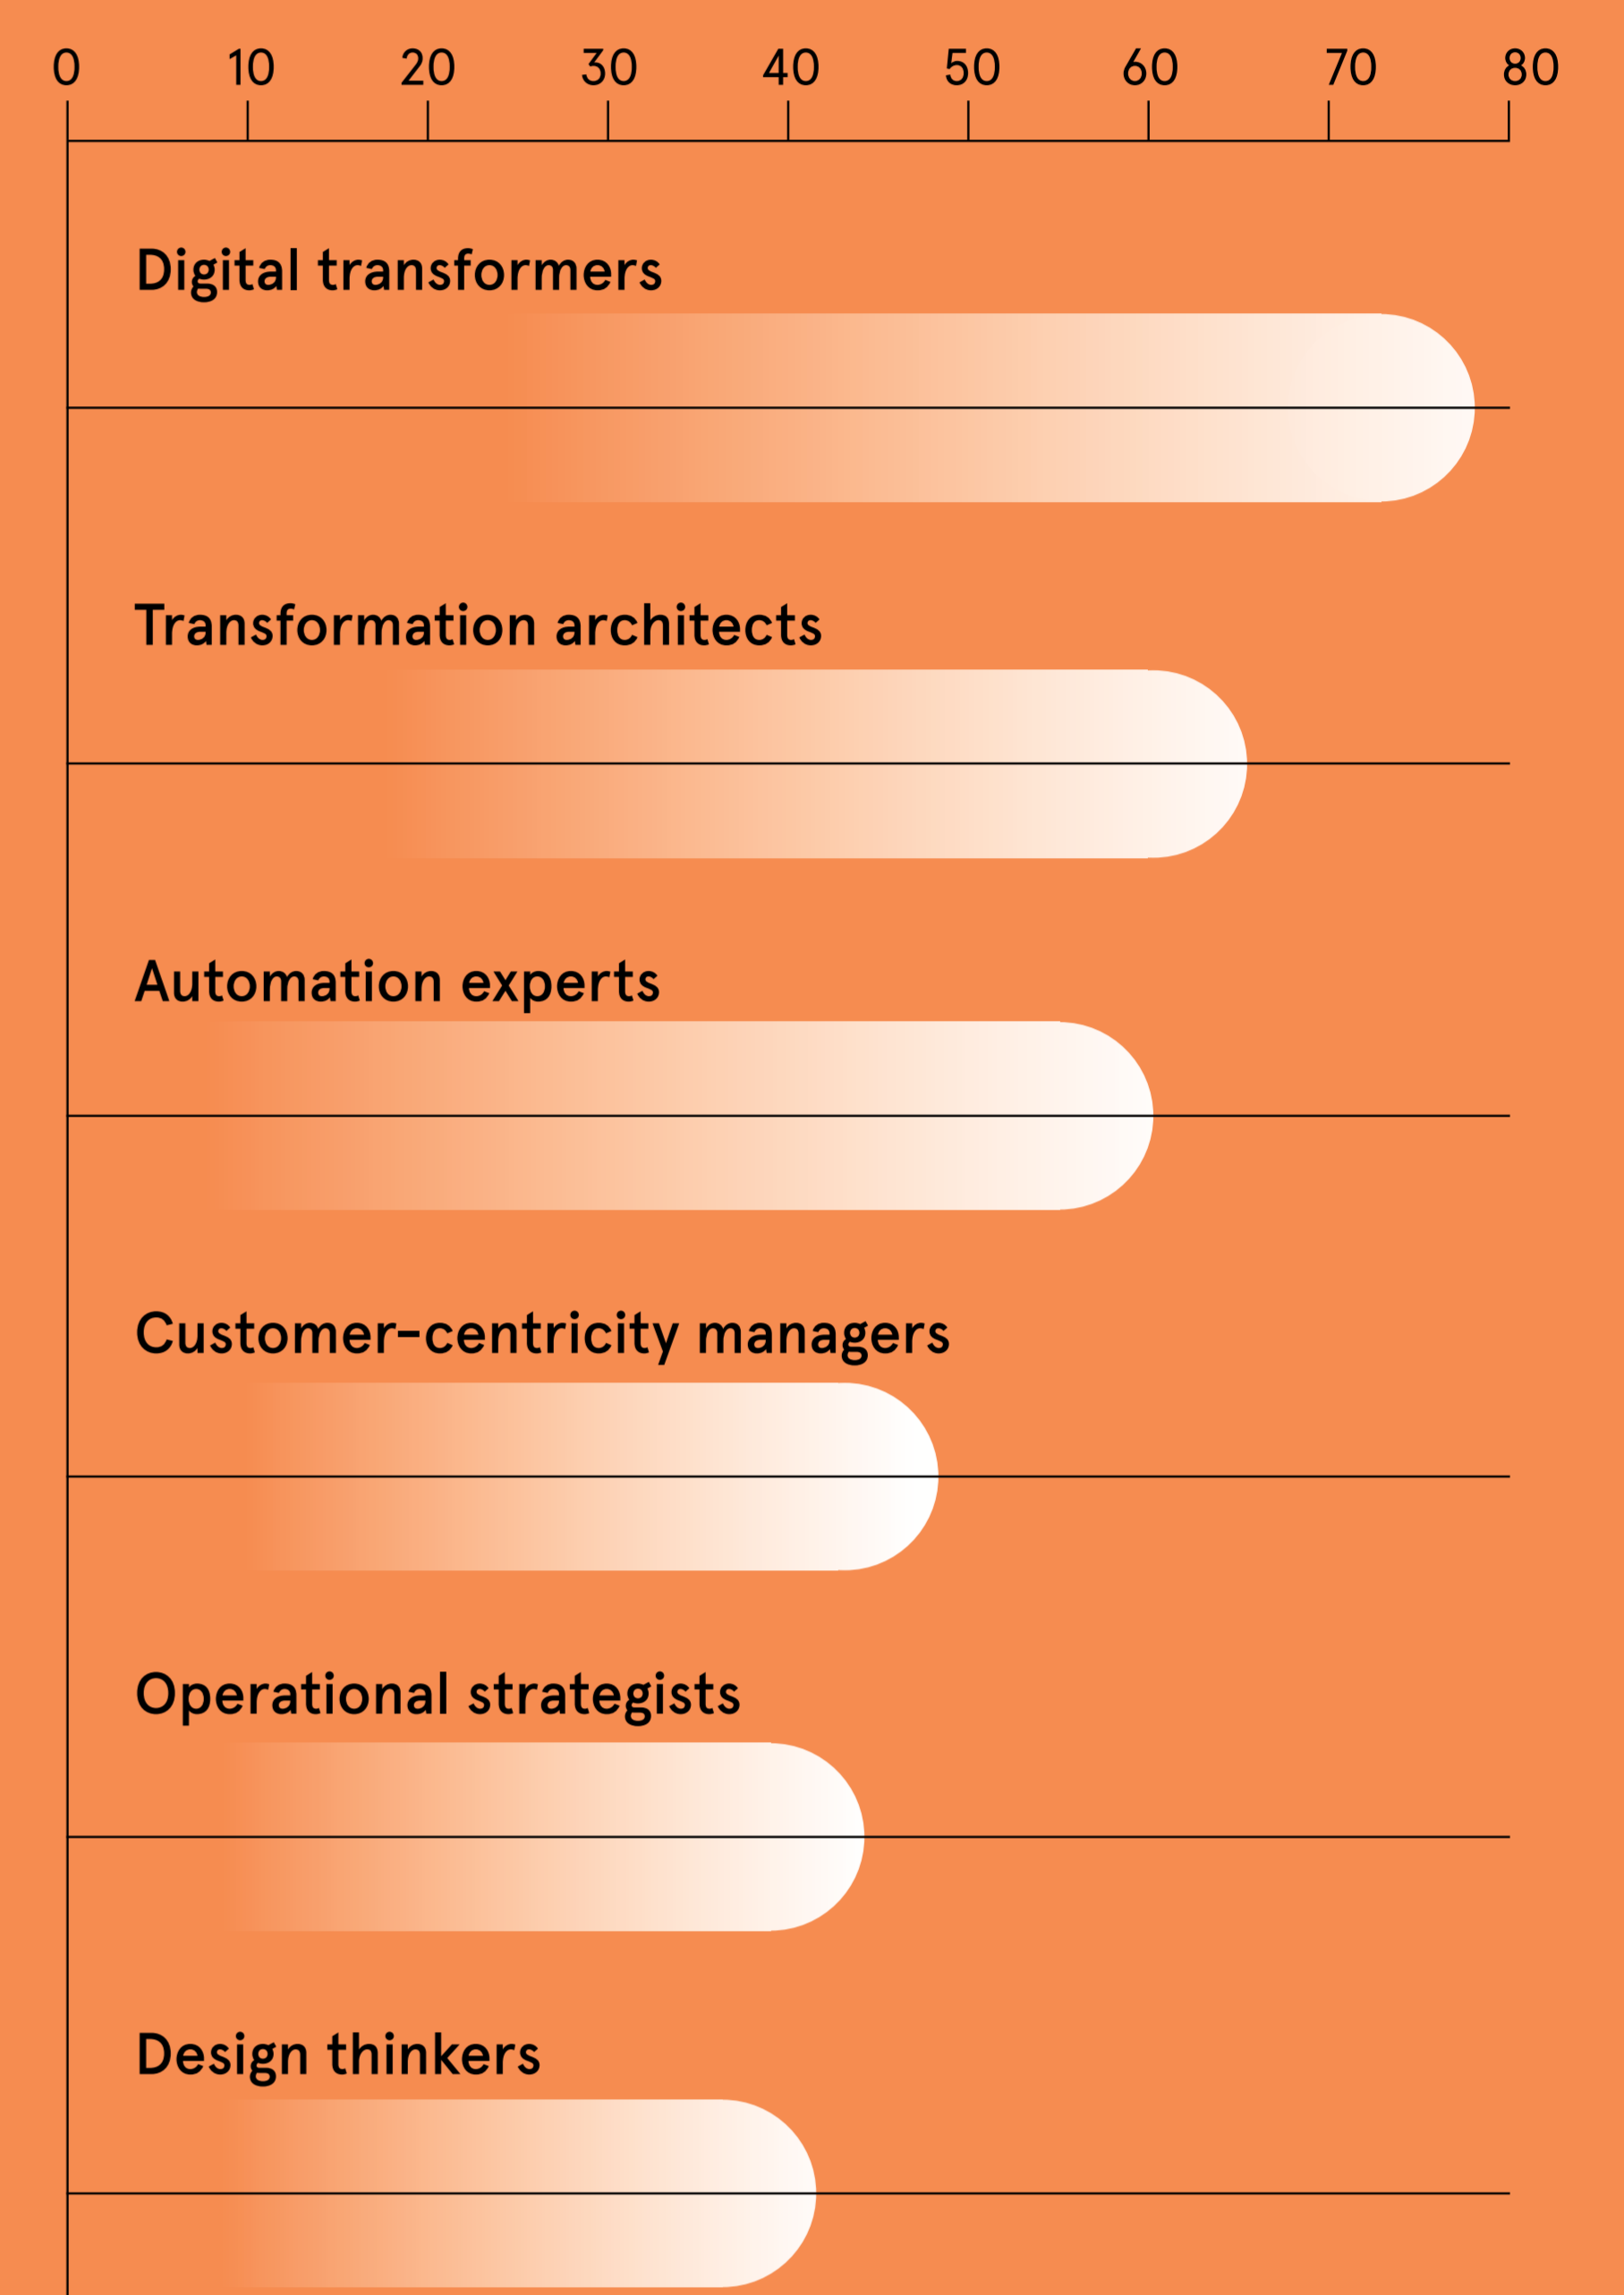 0 10 20 30 40 50 60 70 80
Digital transformers
Transformation architects
Automation experts
Customer-centricity managers
Operational strategists
Design thinkers